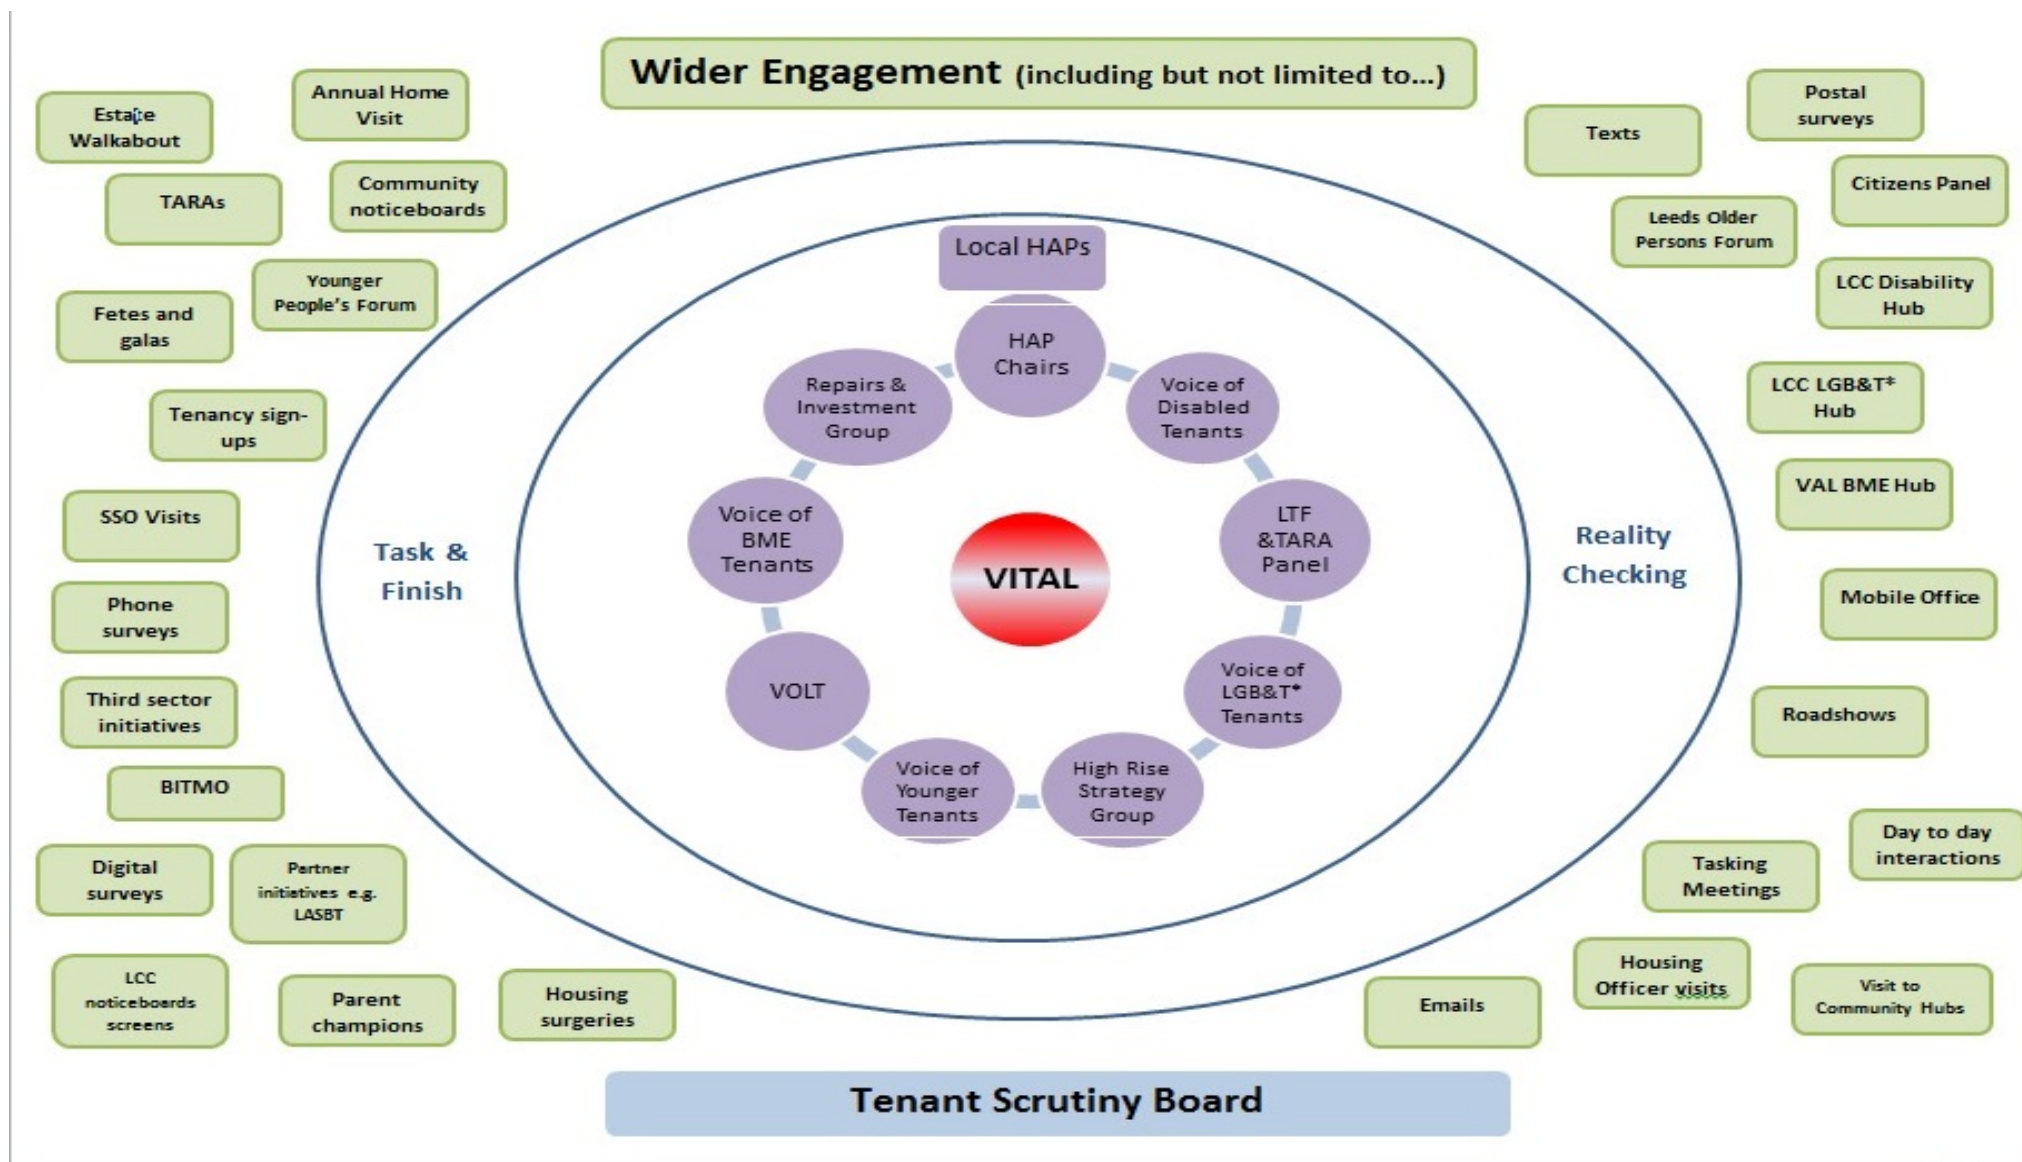 Wider Engagement (including but not limited to...)
Estate
Walkabout
Annual Home
Visit
TARAs
Community
noticeboards
Younger
People's Forum
Fetes and
galas
Tenancy sign-
ups
SSO Visits
Phone
surveys
Third sector
initiatives
BITMO
Digital
surveys
Partner
initiatives e.g.
LASBT
LCC
noticeboards
screens
Parent
champions
Housing
surgeries
Task &
Finish
Local HAPs
HAP
Chairs
Repairs &
Investment
Group
Voice of
Disabled
Tenants
Voice of
BME
Tenants
LTF
&TARA
Panel
VITAL
VOLT
Voice of
LGB&T*
Tenants
Voice of
Younger
Tenants
High Rise
Strategy
Group
Reality
Checking
Texts
Postal
surveys
Citizens Panel
Leeds Older
Persons Forum
LCC Disability
Hub
LCC LGB&T*
Hub
VAL BME Hub
Mobile Office
Roadshows
Day to day
interactions
Tasking
Meetings
Housing
Officer visits
Visit to
Community Hubs
Emails
Tenant Scrutiny Board